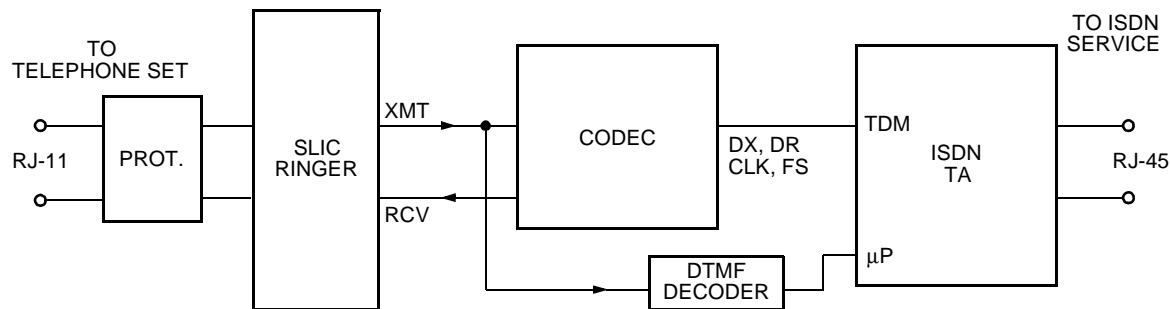 TO
TELEPHONE SET
RJ-11
PROT.
SLIC
RINGER
XMT
RCV
CODEC
DX, DR
CLK, FS
DTMF
DECODER
TDM
ISDN
TA
μP
TO ISDN
SERVICE
RJ-45